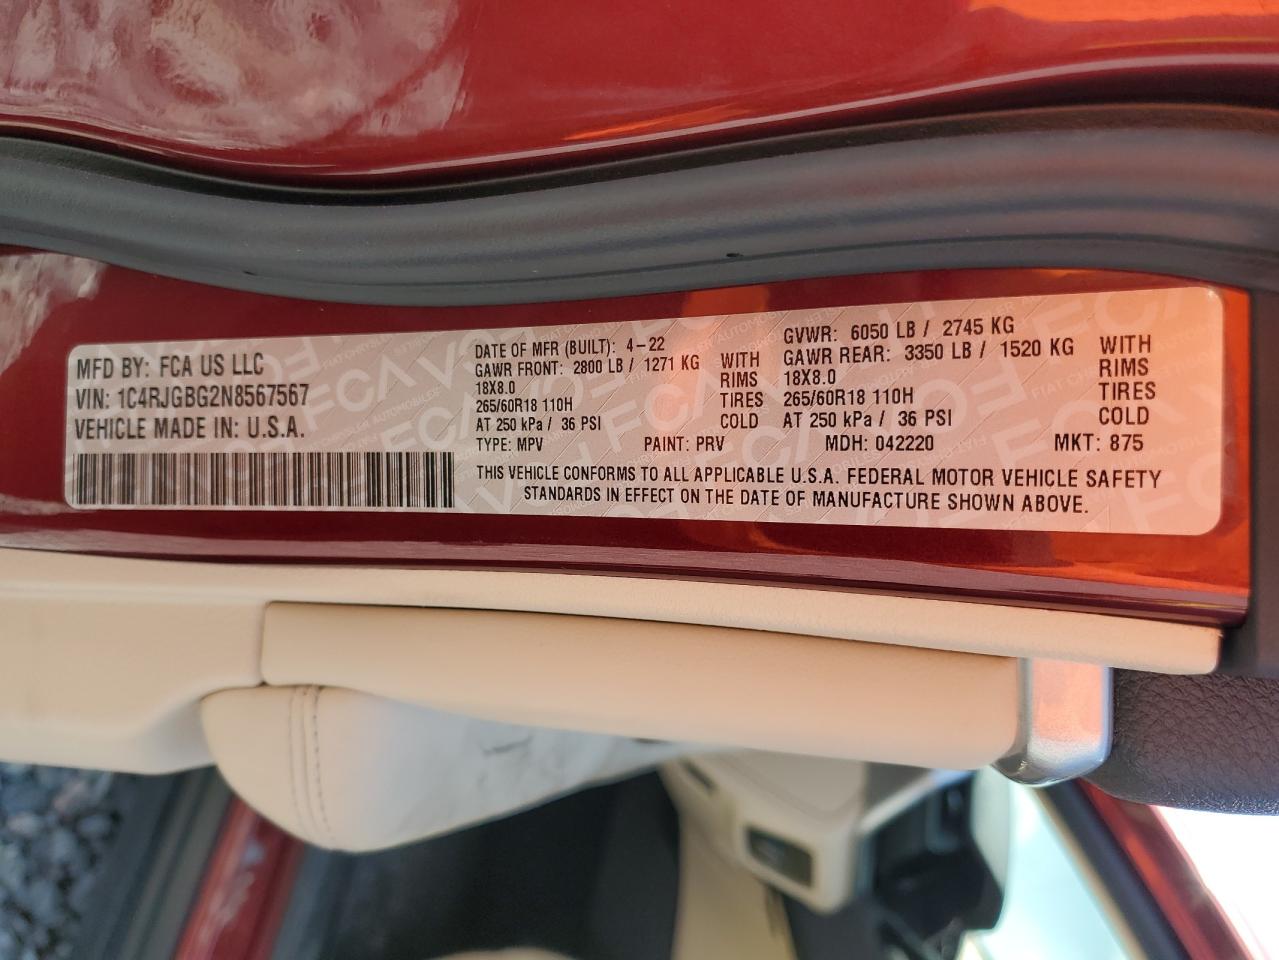 MFD BY: FCA US LLC
VIN: 1C4RJGBG2N8567567
VEHICLE MADE IN: U.S.A.
DATE OF MFR (BUILT): 4-22
GAWR FRONT: 2800 LB / 1271 KG WITH
18X8.0 RIMS
265/60R18 110H TIRES
AT 250 kPa / 36 PSI COLD
GVWR: 6050 LB / 2745 KG
GAWR REAR: 3350 LB / 1520 KG WITH
18X8.0 RIMS
265/60R18 110H TIRES
AT 250 kPa / 36 PSI COLD
TYPE: MPV PAINT: PRV MDH: 042220 MKT: 875
THIS VEHICLE CONFORMS TO ALL APPLICABLE U.S.A. FEDERAL MOTOR VEHICLE SAFETY
STANDARDS IN EFFECT ON THE DATE OF MANUFACTURE SHOWN ABOVE.